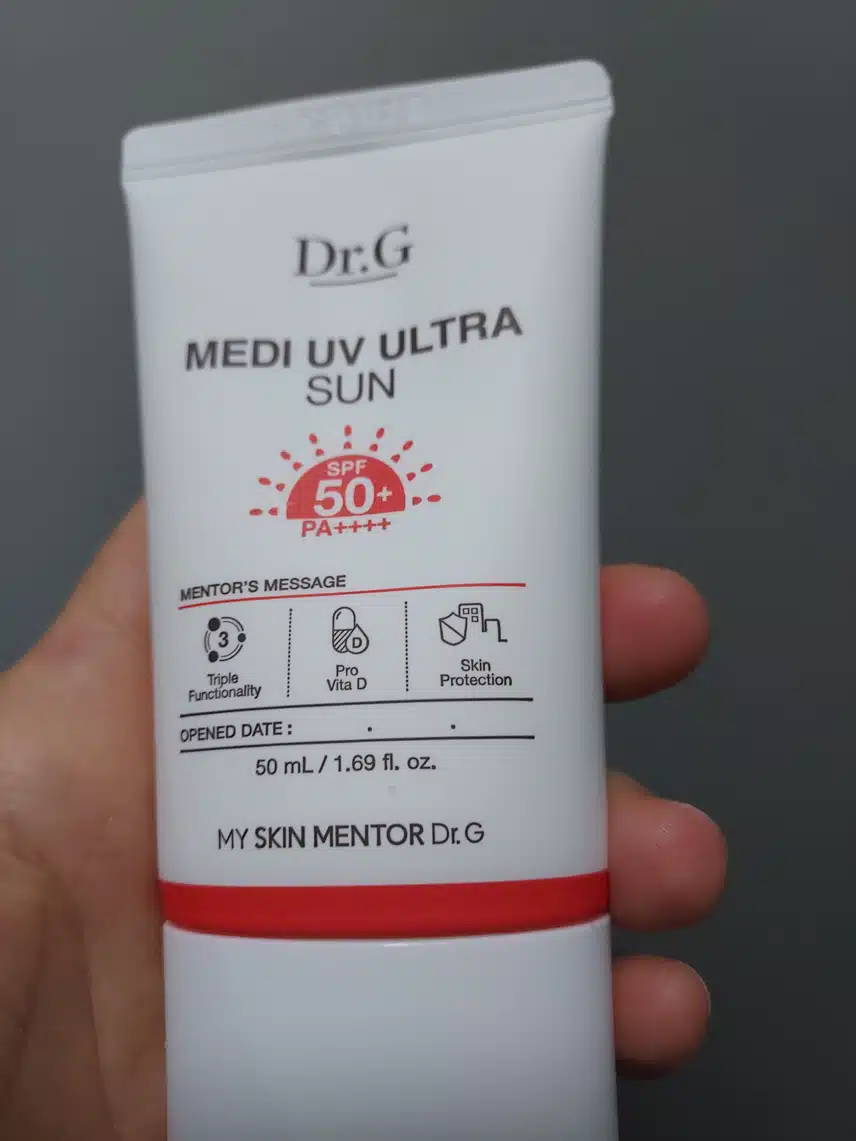 Dr.G
MEDI UV ULTRA
SUN
SPF
50+
PA++++
MENTOR'S MESSAGE
3
Triple
Functionality
D
Pro
Vita D
Skin
Protection
OPENED DATE : . .
50 mL / 1.69 fl. oz.
MY SKIN MENTOR Dr.G